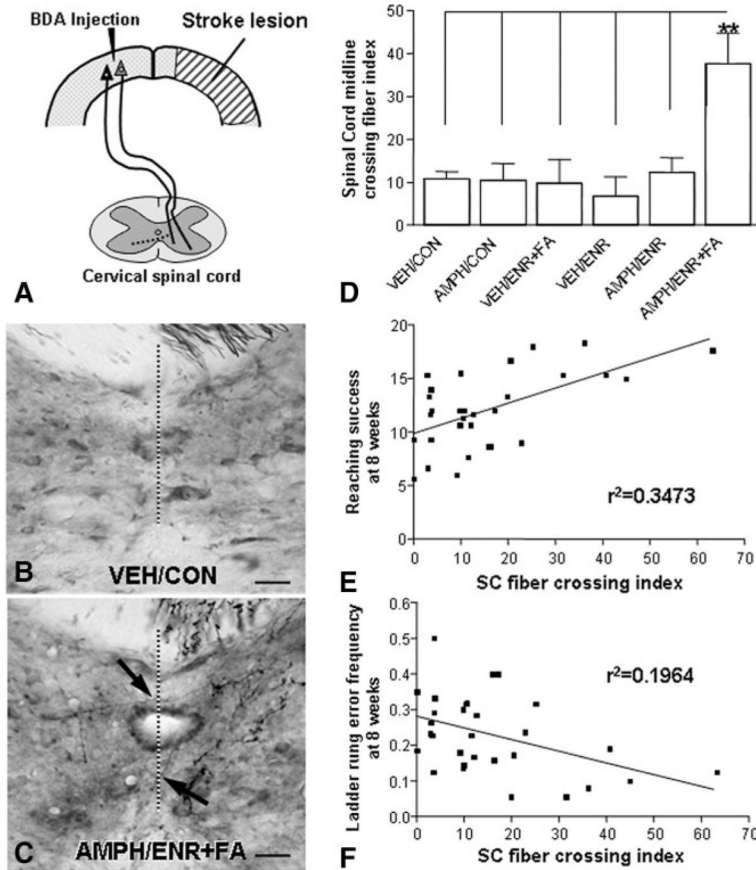 BDA Injection
Stroke lesion
Cervical spinal cord
A
VEH/CON
B
AMPH/ENR+FA
C
Spinal Cord midline
crossing fiber index
50
40
30
20
10
0
**
VEH/CON
AMPH/CON
VEH/ENR+FA
VEH/ENR
AMPH/ENR
AMPH/ENR+FA
D
Reaching success
at 8 weeks
20
15
10
5
0
r²=0.3473
0 10 20 30 40 50 60 70
SC fiber crossing index
E
Ladder rung error frequency
at 8 weeks
0.6
0.5
0.4
0.3
0.2
0.1
0.0
r²=0.1964
0 10 20 30 40 50 60 70
SC fiber crossing index
F